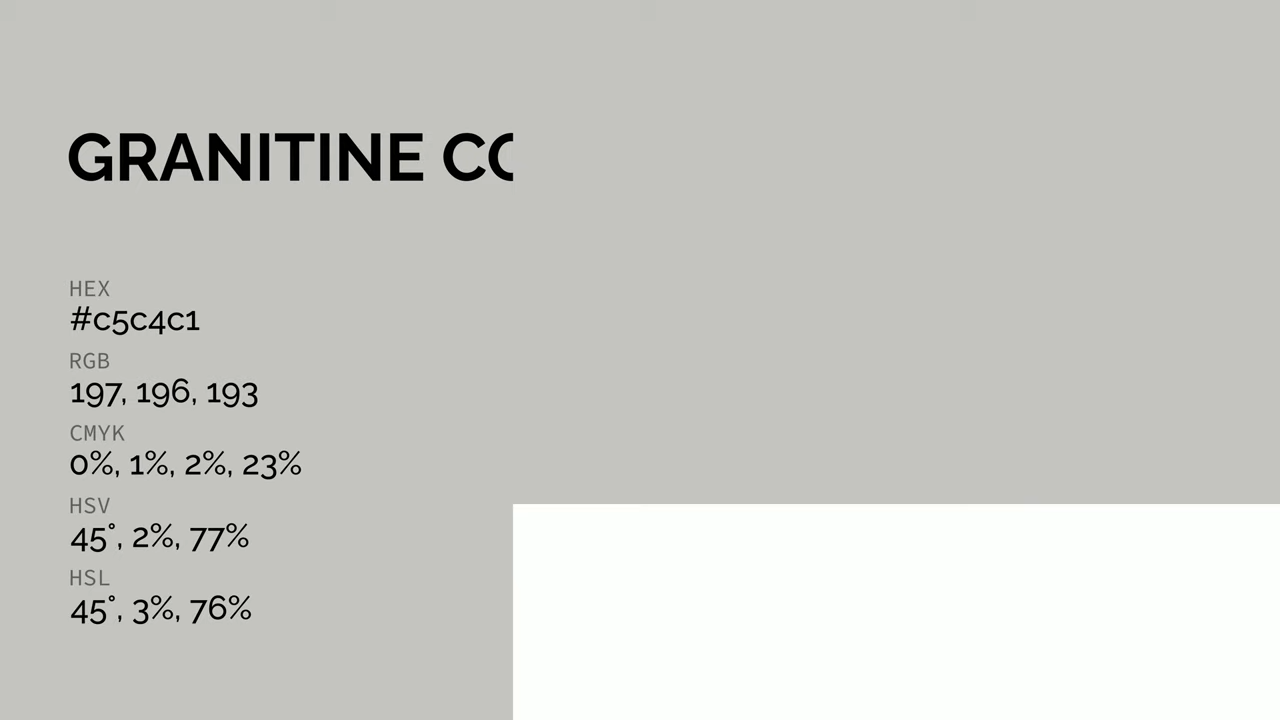 GRANITINE
HEX
#c5c4c1
RGB
197, 196, 193
CMYK
0%, 1%, 2%, 23%
HSV
45°, 2%, 77%
HSL
45°, 3%, 76%